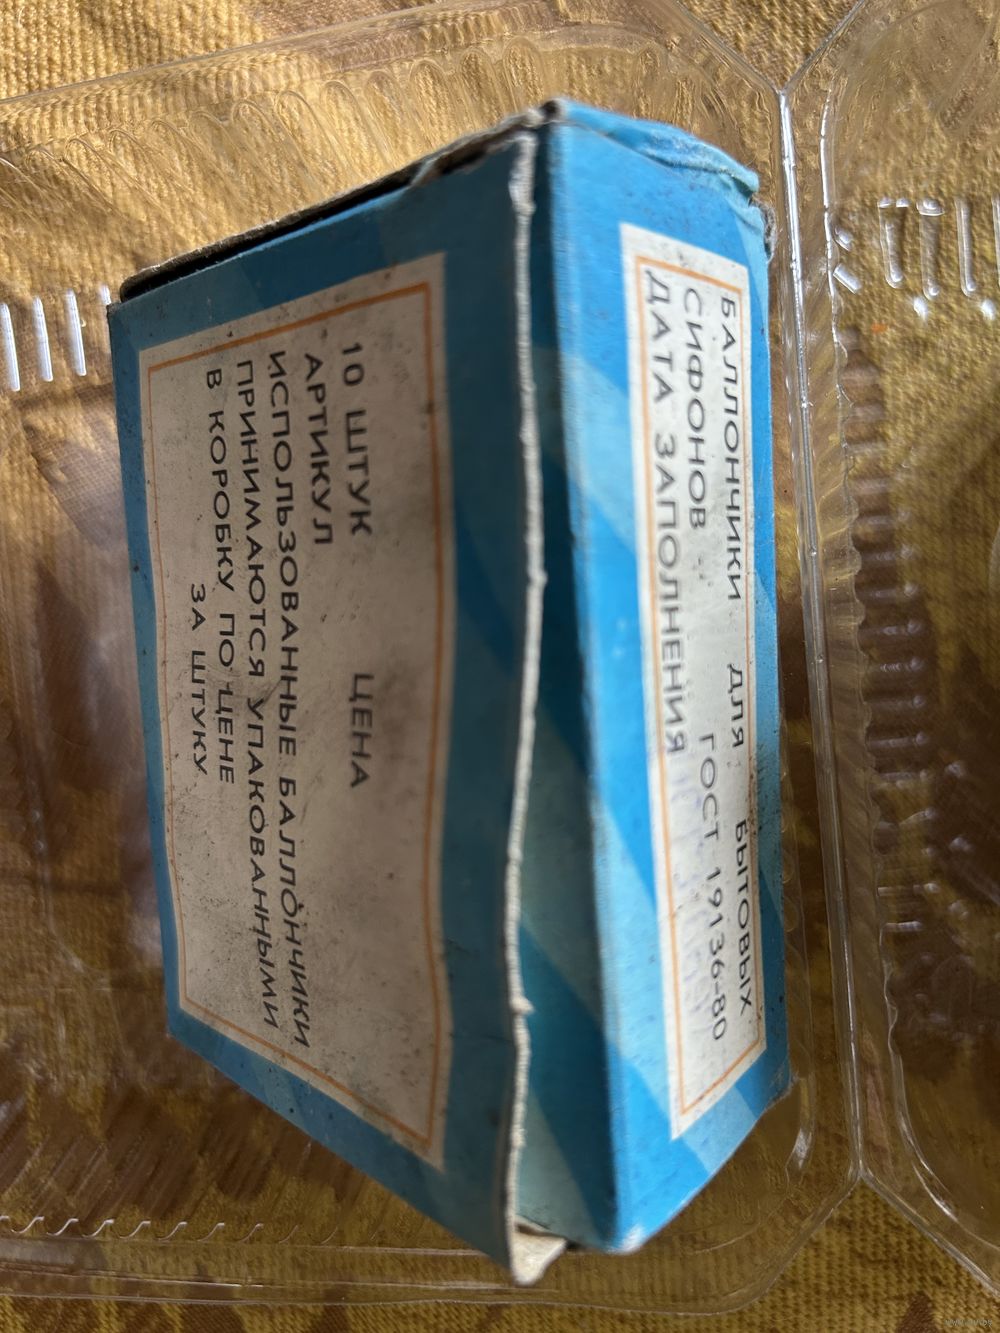 БАЛЛОНЧИКИ ДЛЯ БЫТОВЫХ
СИФОНОВ ГОСТ 19136-80
ДАТА ЗАПОЛНЕНИЯ
10 ШТУК ЦЕНА
АРТИКУЛ
ИСПОЛЬЗОВАННЫЕ БАЛЛОНЧИКИ
ПРИНИМАЮТСЯ УПАКОВАННЫМИ
В КОРОБКУ ПО ЦЕНЕ
ЗА ШТУКУ